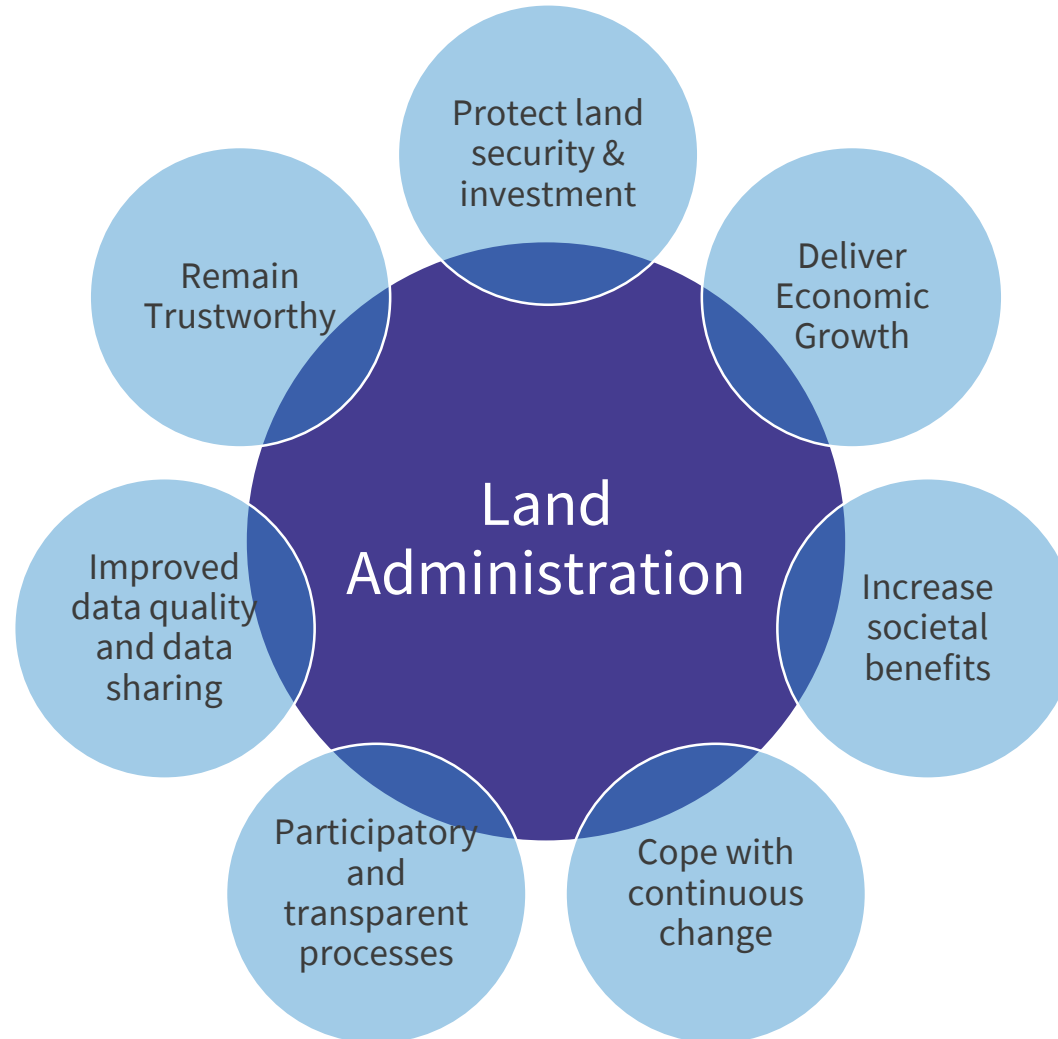 Protect land
security &
investment
Deliver
Economic
Growth
Increase
societal
benefits
Cope with
continuous
change
Participatory
and
transparent
processes
Improved
data quality
and data
sharing
Remain
Trustworthy
Land
Administration